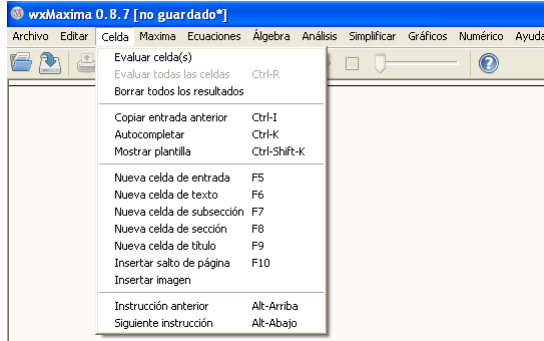 wxMaxima 0.8.7 [no guardado*]
Archivo Editar Celda Maxima Ecuaciones Álgebra Análisis Simplificar Gráficos Numérico Ayuda
Evaluar celda(s)
Evaluar todas las celdas Ctrl-R
Borrar todos los resultados
Copiar entrada anterior Ctrl-I
Autocompletar Ctrl-K
Mostrar plantilla Ctrl-Shift-K
Nueva celda de entrada F5
Nueva celda de texto F6
Nueva celda de subsección F7
Nueva celda de sección F8
Nueva celda de título F9
Insertar salto de página F10
Insertar imagen
Instrucción anterior Alt-Arriba
Siguiente instrucción Alt-Abajo